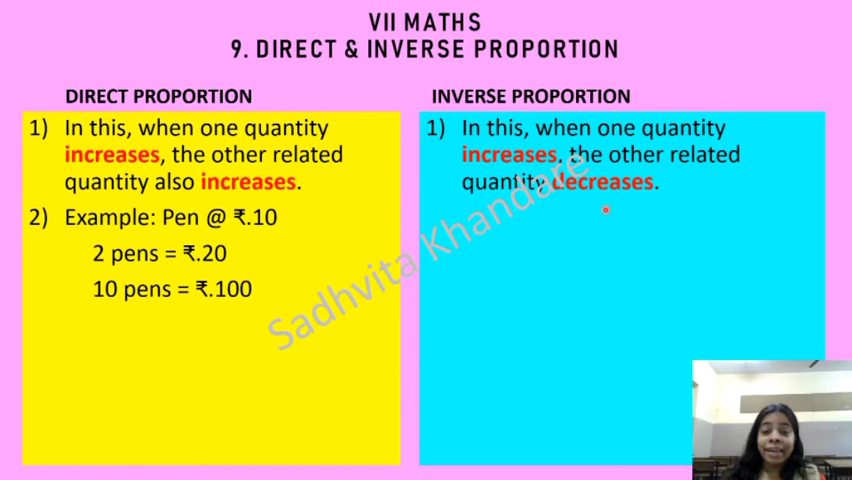 VII MATHS
9. DIRECT & INVERSE PROPORTION
DIRECT PROPORTION
1) In this, when one quantity
increases, the other related
quantity also increases.
2) Example: Pen @ ₹.10
2 pens = ₹.20
10 pens = ₹.100
INVERSE PROPORTION
1) In this, when one quantity
increases, the other related
quantity decreases.
Sadhvita Khandare